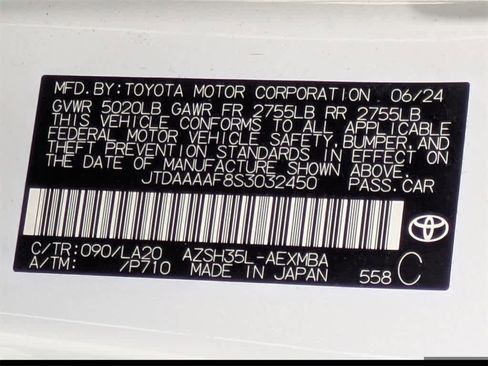 MFD.BY:TOYOTA MOTOR CORPORATION 06/24
GVWR 5020LB GAWR FR 2755LB RR 2755LB
THIS VEHICLE CONFORMS TO ALL APPLICABLE
FEDERAL MOTOR VEHICLE SAFETY,BUMPER,AND
THEFT PREVENTION STANDARDS IN EFFECT ON
THE DATE OF MANUFACTURE SHOWN ABOVE.
JTDAAAAF8S3032450 PASS.CAR
C/TR:090/LA20 AZSH35L-AEXMBA C
A/TM: /P710 MADE IN JAPAN 558
TOYOTA